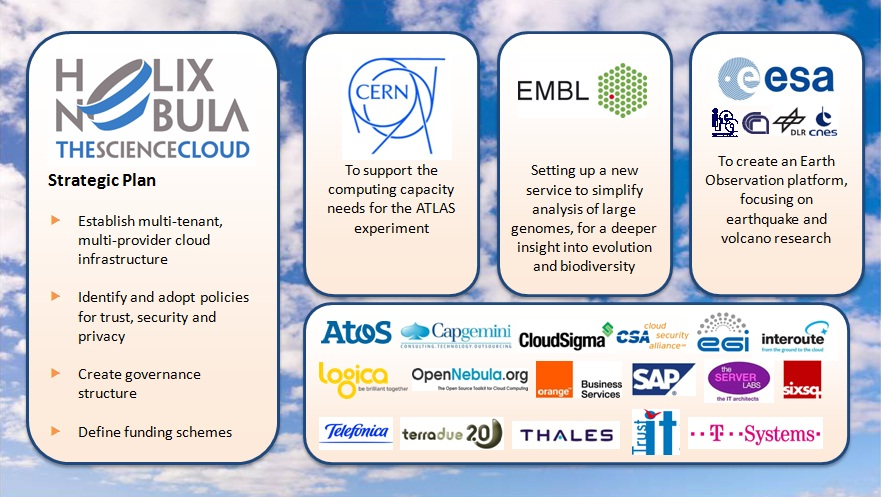 HELIX
NEBULA
THESCIENCECLOUD
Strategic Plan
Establish multi-tenant,
multi-provider cloud
infrastructure
Identify and adopt policies
for trust, security and
privacy
Create governance
structure
Define funding schemes
CERN
To support the
computing capacity
needs for the ATLAS
experiment
EMBL
Setting up a new
service to simplify
analysis of large
genomes, for a deeper
insight into evolution
and biodiversity
esa
DLR cnes
To create an Earth
Observation platform,
focusing on
earthquake and
volcano research
Atos
Capgemini
CONSULTING.TECHNOLOGY.OUTSOURCING
CloudSigma
CSA cloud
security
alliance
EGI
interoute
from the ground to the cloud
Logica
be brilliant together
OpenNebula.org
The Open Source Toolkit for Cloud Computing
orange™
Business
Services
SAP
the
SERVER
LABS
the IT architects
sixsq
Telefónica
terradue 2.0
THALES
Trust it
T··Systems·